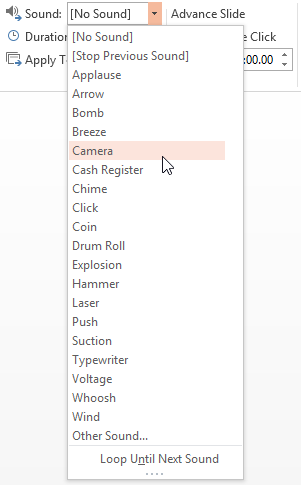 Sound: [No Sound] Advance Slide
Duration e Click
Apply T :00.00
[No Sound]
[Stop Previous Sound]
Applause
Arrow
Bomb
Breeze
Camera
Cash Register
Chime
Click
Coin
Drum Roll
Explosion
Hammer
Laser
Push
Suction
Typewriter
Voltage
Whoosh
Wind
Other Sound...
Loop Until Next Sound